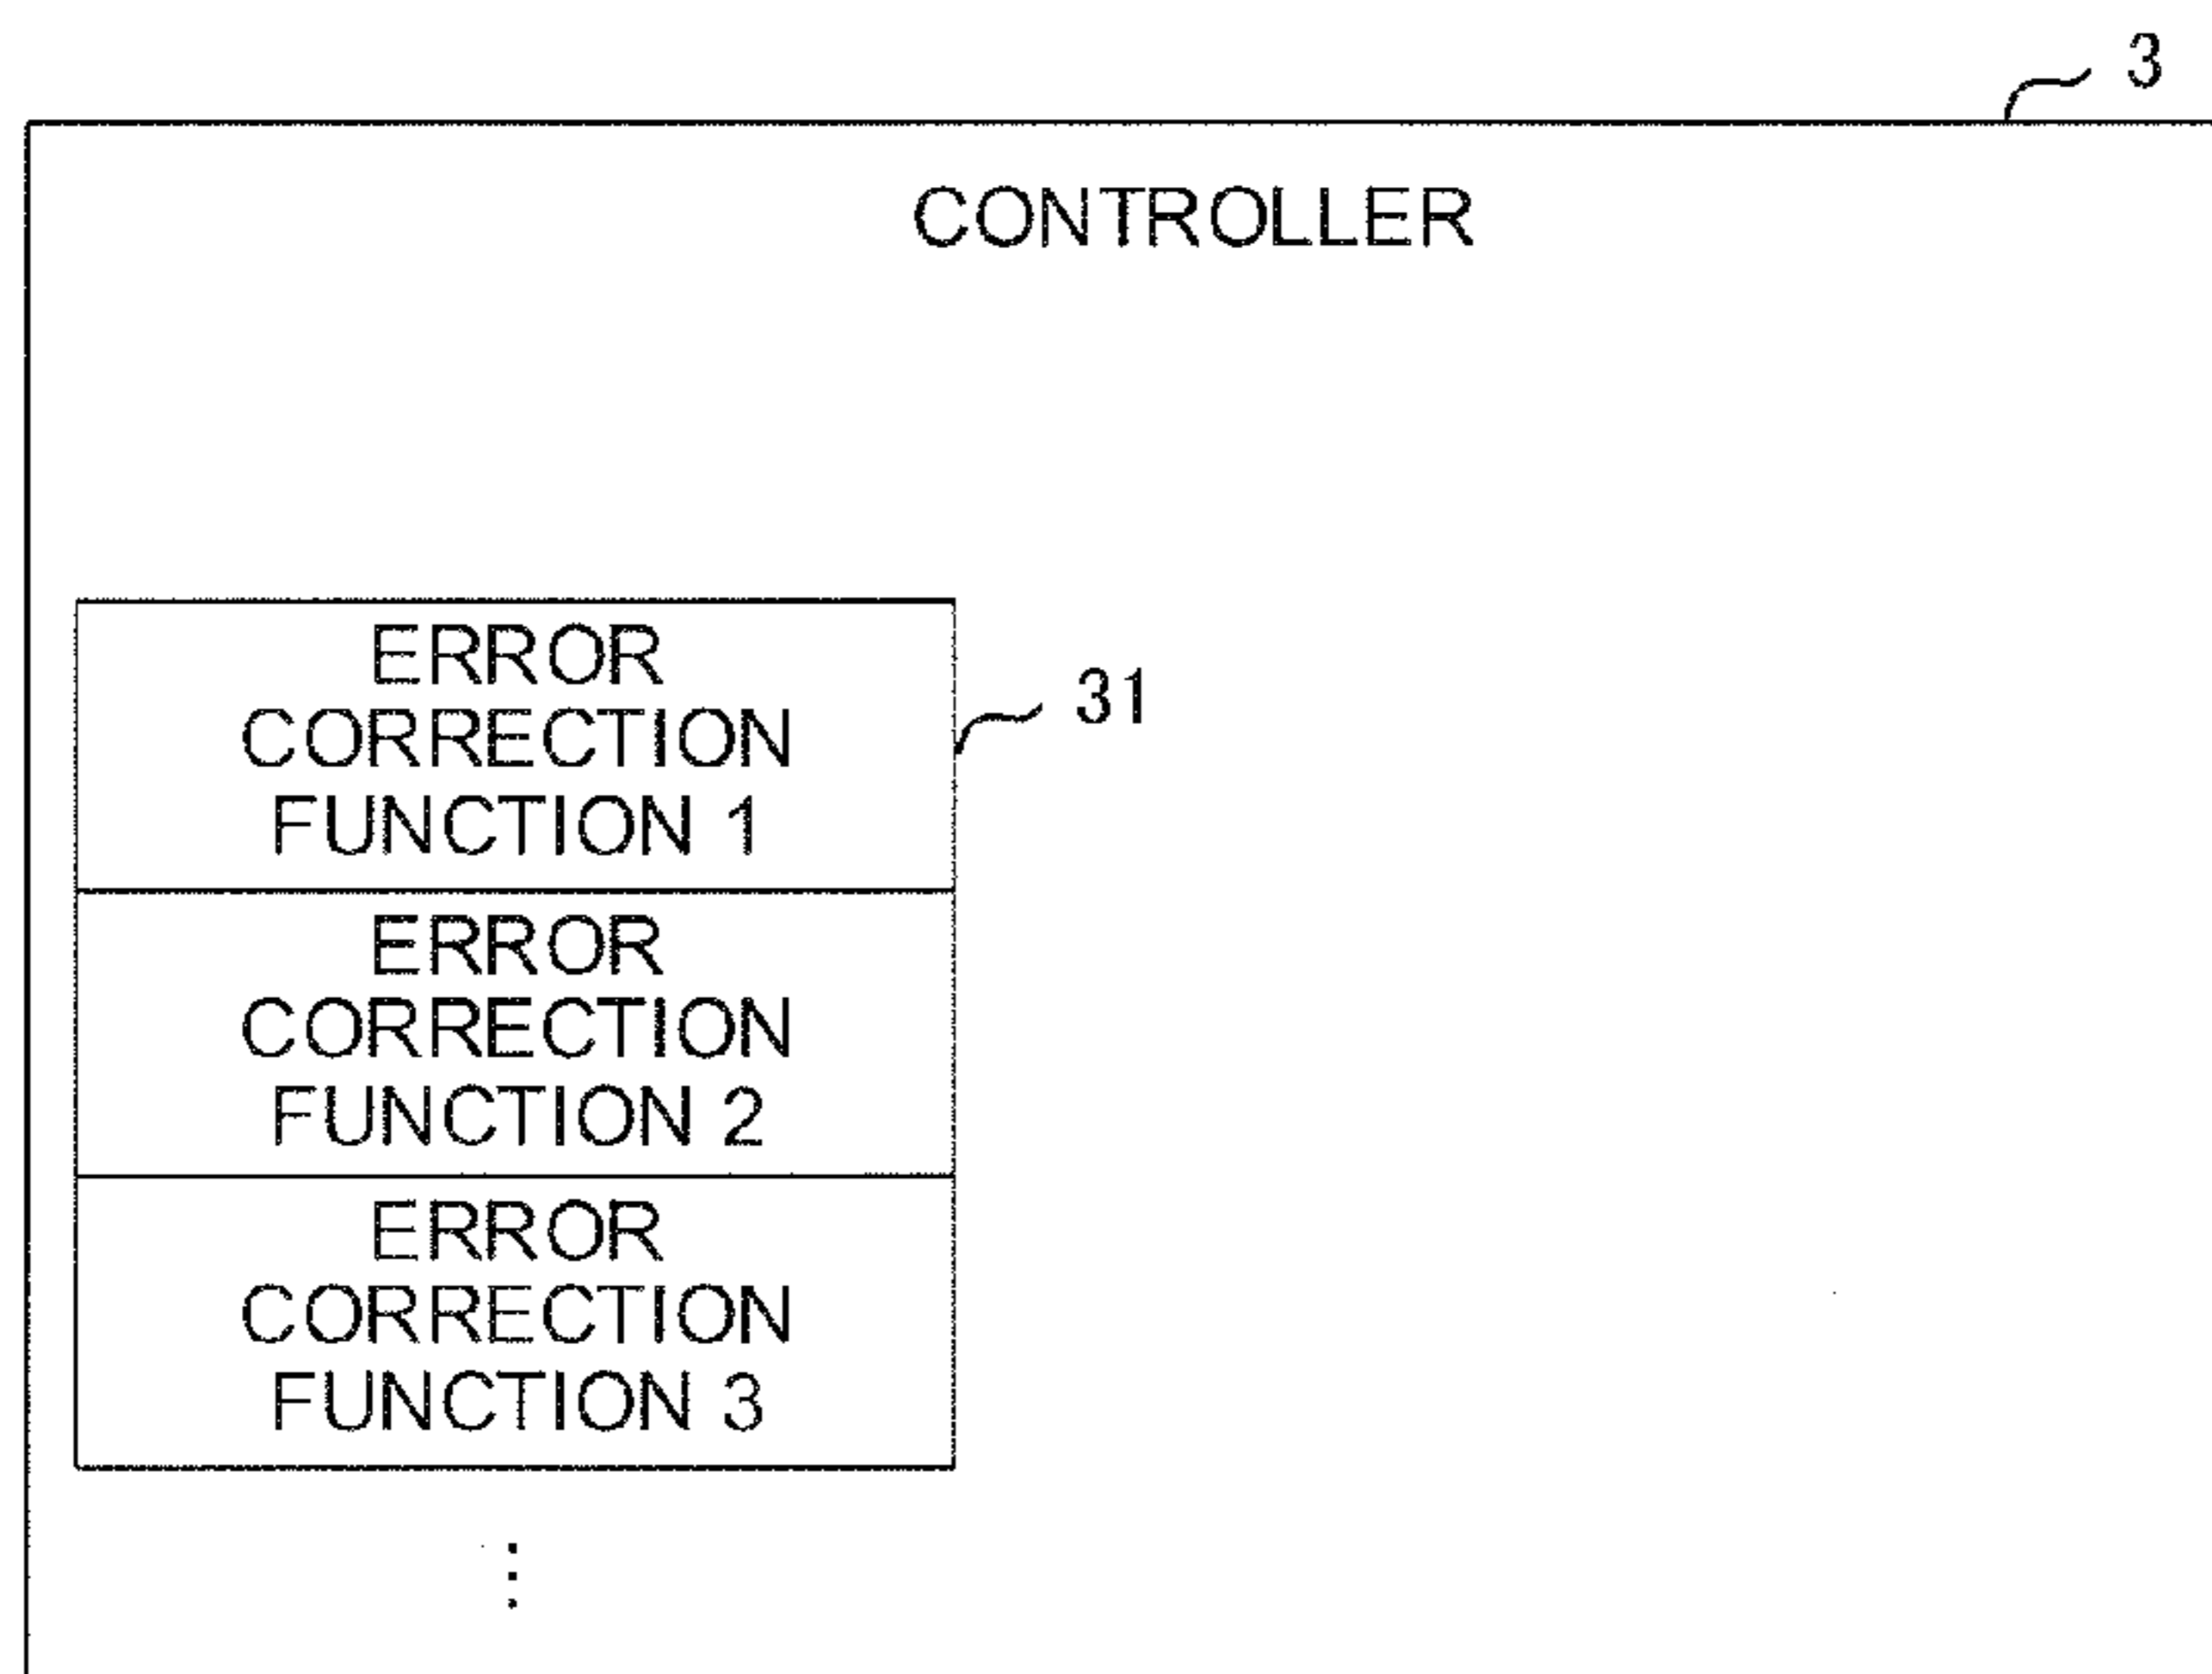 3
CONTROLLER
ERROR
CORRECTION
FUNCTION 1
31
ERROR
CORRECTION
FUNCTION 2
ERROR
CORRECTION
FUNCTION 3
⋮